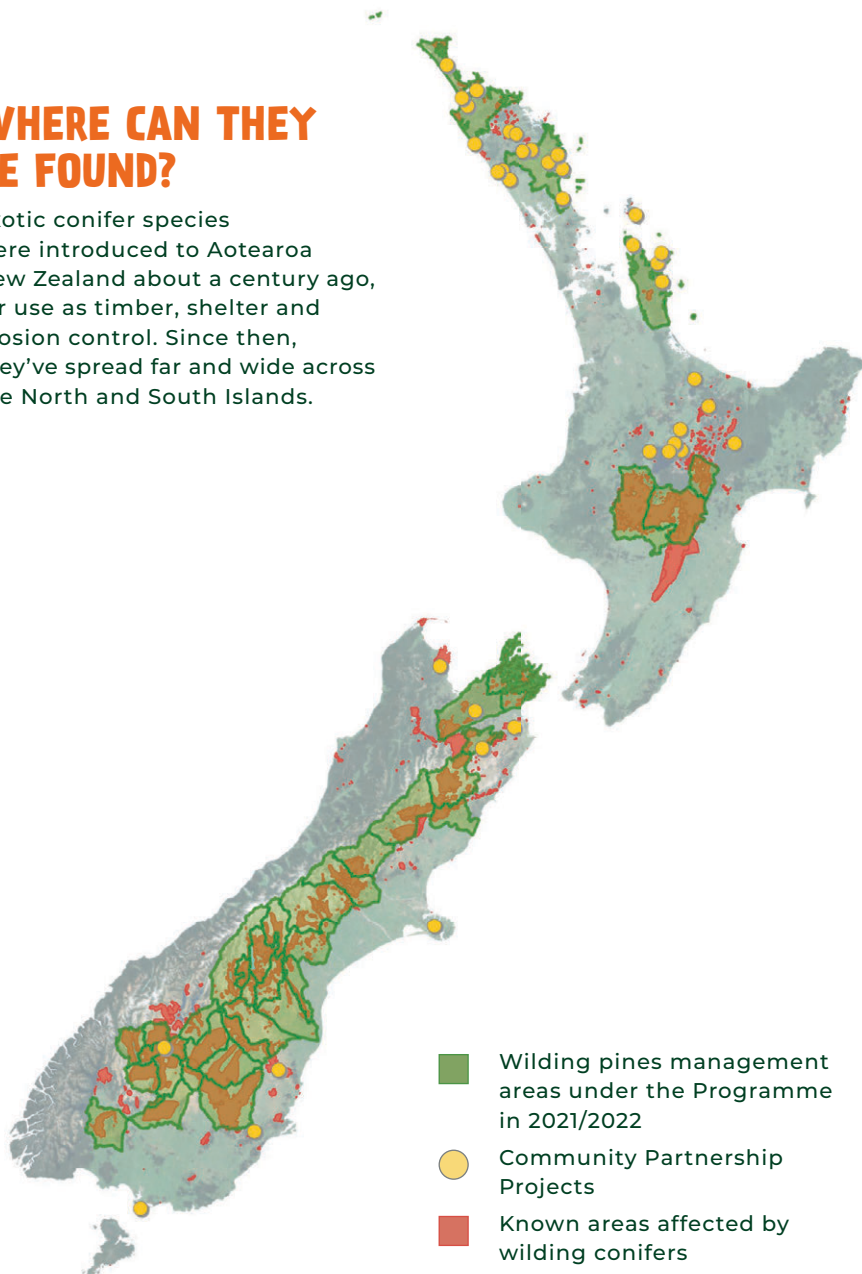 WHERE CAN THEY
E FOUND?
xotic conifer species
ere introduced to Aotearoa
ew Zealand about a century ago,
r use as timber, shelter and
osion control. Since then,
ey've spread far and wide across
e North and South Islands.
Wilding pines management
areas under the Programme
in 2021/2022
Community Partnership
Projects
Known areas affected by
wilding conifers